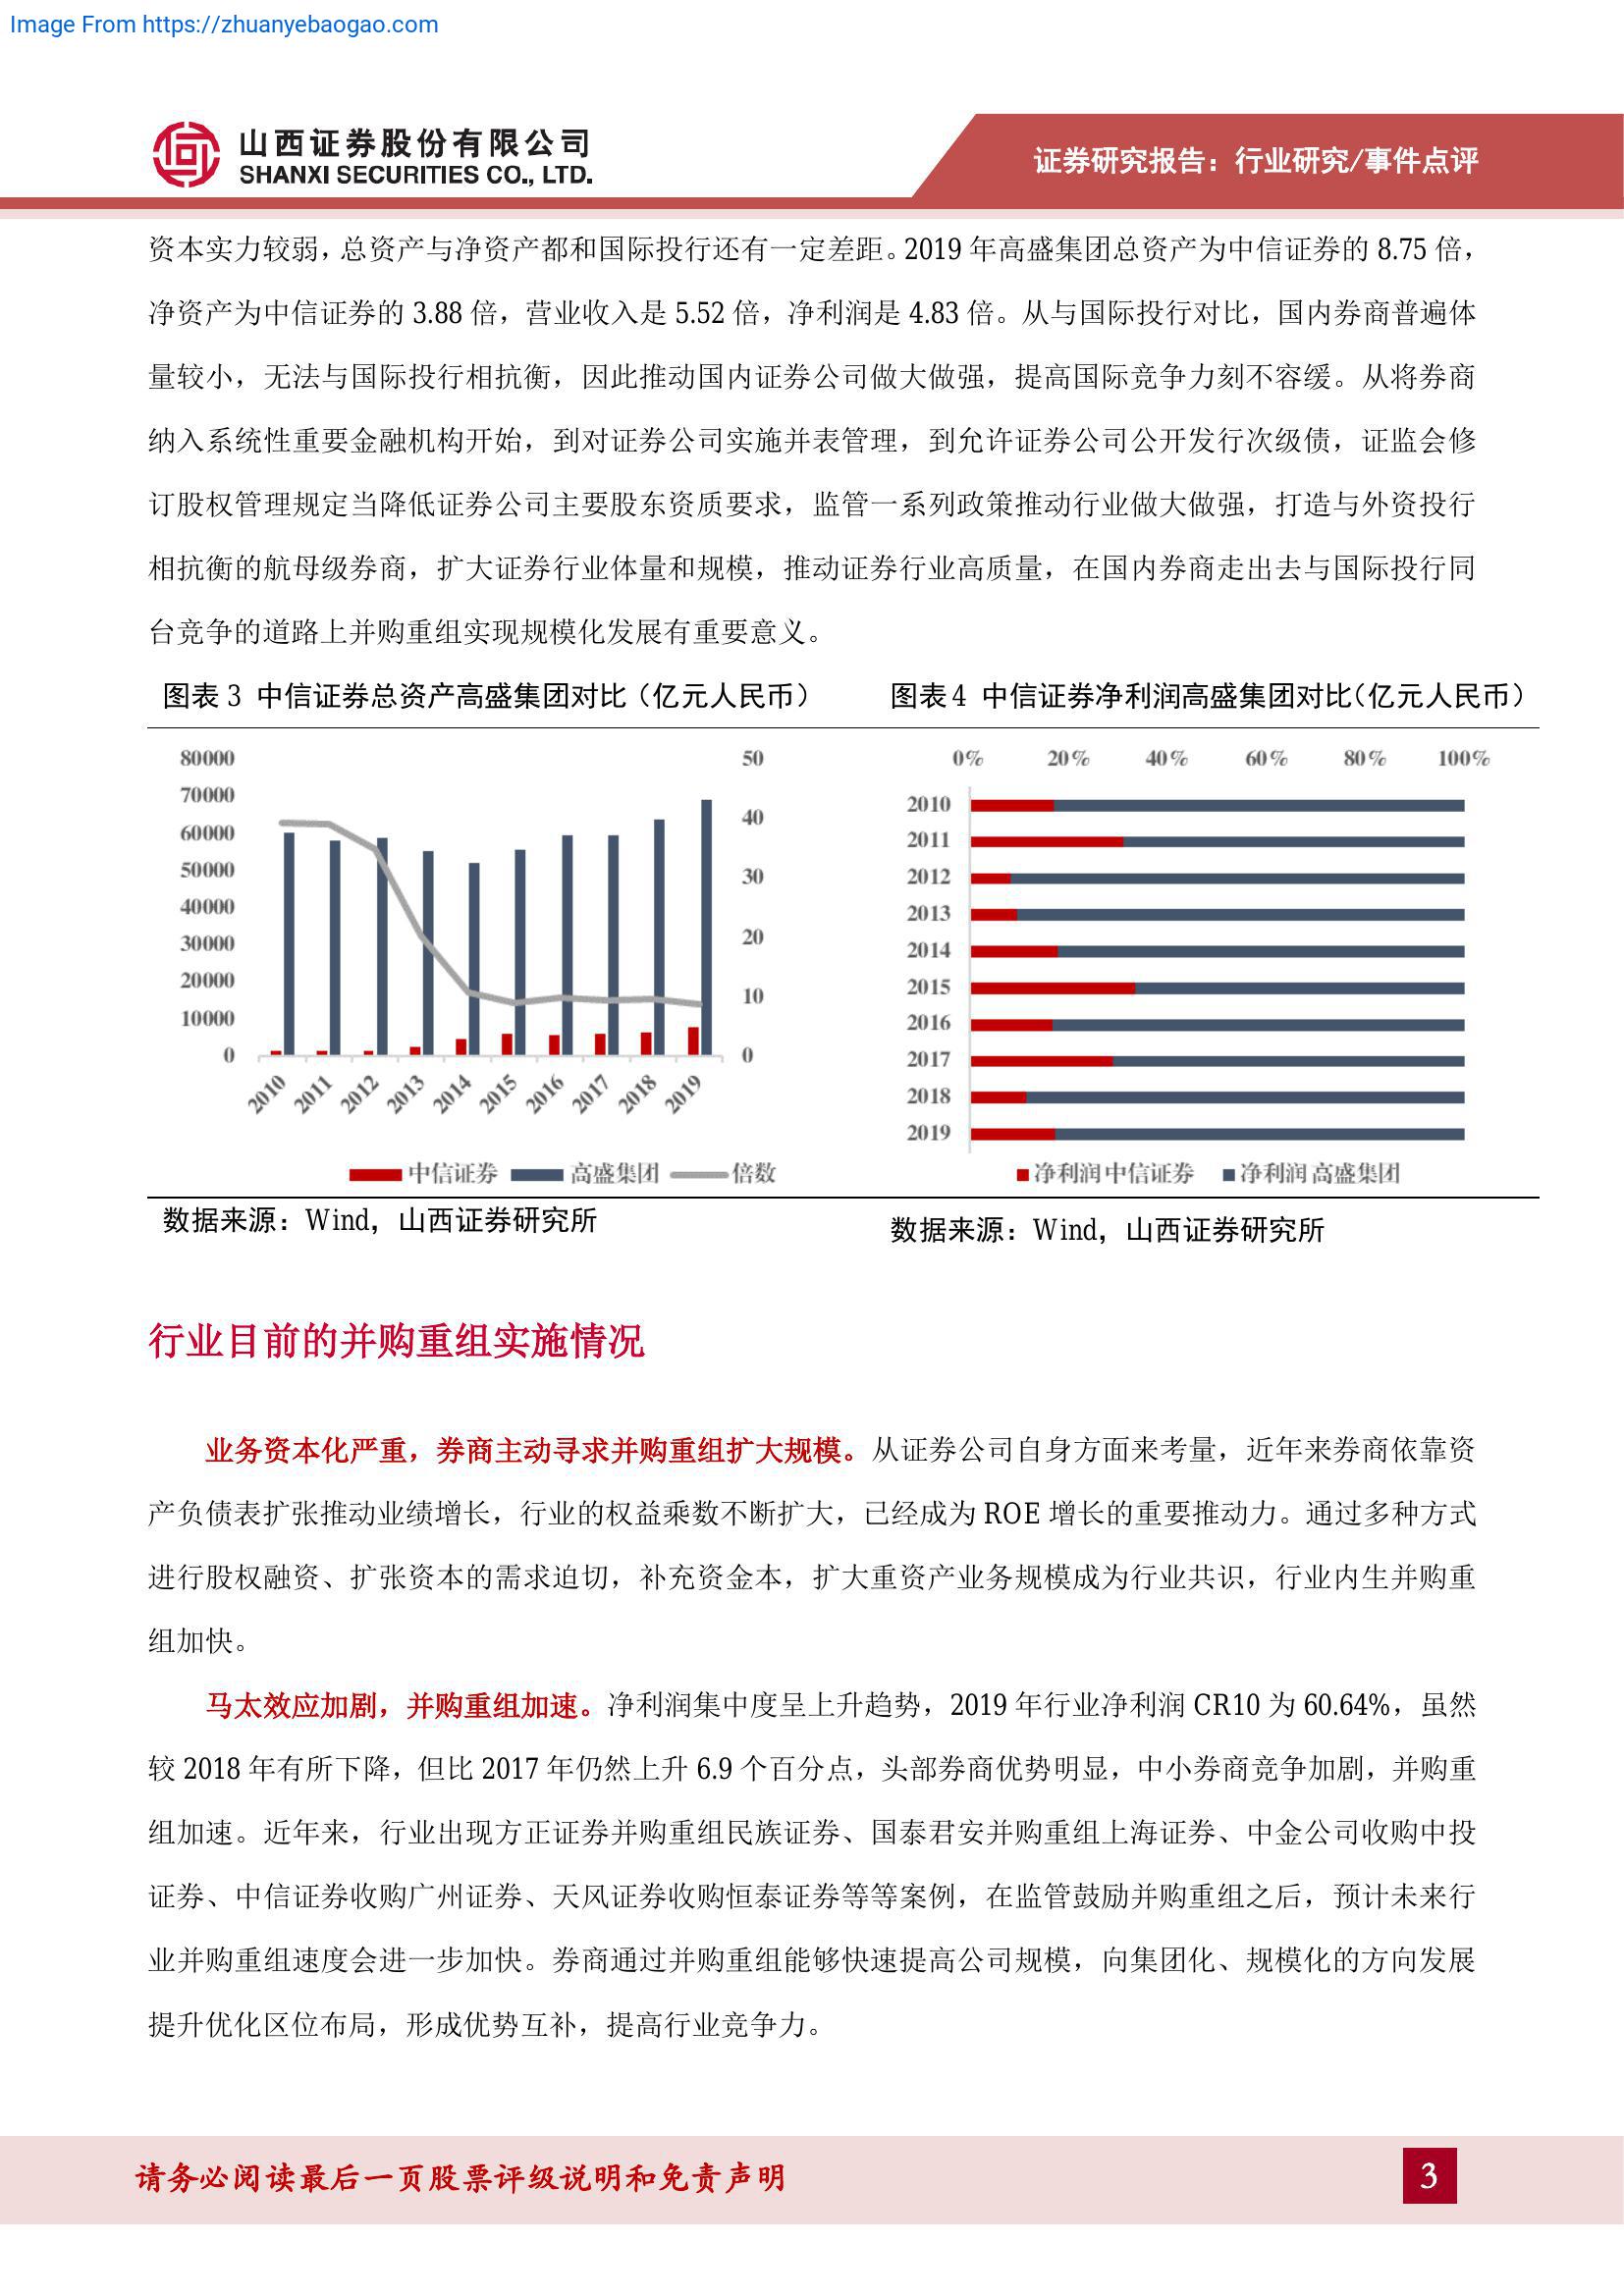 Image From https://zhuanyebaogao.com
山西证券股份有限公司
SHANXI SECURITIES CO., LTD.
证券研究报告：行业研究/事件点评
资本实力较弱，总资产与净资产都和国际投行还有一定差距。2019 年高盛集团总资产为中信证券的 8.75 倍，
净资产为中信证券的 3.88 倍，营业收入是 5.52 倍，净利润是 4.83 倍。从与国际投行对比，国内券商普遍体
量较小，无法与国际投行相抗衡，因此推动国内证券公司做大做强，提高国际竞争力刻不容缓。从将券商
纳入系统性重要金融机构开始，到对证券公司实施并表管理，到允许证券公司公开发行次级债，证监会修
订股权管理规定当降低证券公司主要股东资质要求，监管一系列政策推动行业做大做强，打造与外资投行
相抗衡的航母级券商，扩大证券行业体量和规模，推动证券行业高质量，在国内券商走出去与国际投行同
台竞争的道路上并购重组实现规模化发展有重要意义。
图表 3 中信证券总资产高盛集团对比（亿元人民币）
80000
70000
60000
50000
40000
30000
20000
10000
0
50
40
30
20
10
0
2010 2011 2012 2013 2014 2015 2016 2017 2018 2019
中信证券 高盛集团 倍数
数据来源：Wind，山西证券研究所
图表 4 中信证券净利润高盛集团对比（亿元人民币）
0% 20% 40% 60% 80% 100%
2010
2011
2012
2013
2014
2015
2016
2017
2018
2019
净利润 中信证券 净利润 高盛集团
数据来源：Wind，山西证券研究所
行业目前的并购重组实施情况
业务资本化严重，券商主动寻求并购重组扩大规模。从证券公司自身方面来考量，近年来券商依靠资
产负债表扩张推动业绩增长，行业的权益乘数不断扩大，已经成为 ROE 增长的重要推动力。通过多种方式
进行股权融资、扩张资本的需求迫切，补充资金本，扩大重资产业务规模成为行业共识，行业内生并购重
组加快。
马太效应加剧，并购重组加速。净利润集中度呈上升趋势，2019 年行业净利润 CR10 为 60.64%，虽然
较 2018 年有所下降，但比 2017 年仍然上升 6.9 个百分点，头部券商优势明显，中小券商竞争加剧，并购重
组加速。近年来，行业出现方正证券并购重组民族证券、国泰君安并购重组上海证券、中金公司收购中投
证券、中信证券收购广州证券、天风证券收购恒泰证券等等案例，在监管鼓励并购重组之后，预计未来行
业并购重组速度会进一步加快。券商通过并购重组能够快速提高公司规模，向集团化、规模化的方向发展
提升优化区位布局，形成优势互补，提高行业竞争力。
请务必阅读最后一页股票评级说明和免责声明
3